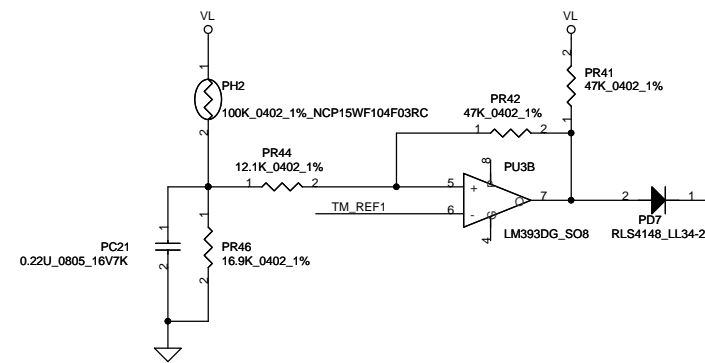 VL
VL
1
PH2
100K_0402_1%_NCP15WF104F03RC
2
2
PR41
47K_0402_1%
1
PR42
47K_0402_1%
1
2
PR44
12.1K_0402_1%
1
2
8
PU3B
5
+
P
O
7
TM_REF1
6
-
G
4
LM393DG_SO8
2
1
PD7
RLS4148_LL34-2
1
PC21
0.22U_0805_16V7K
2
1
PR46
16.9K_0402_1%
2